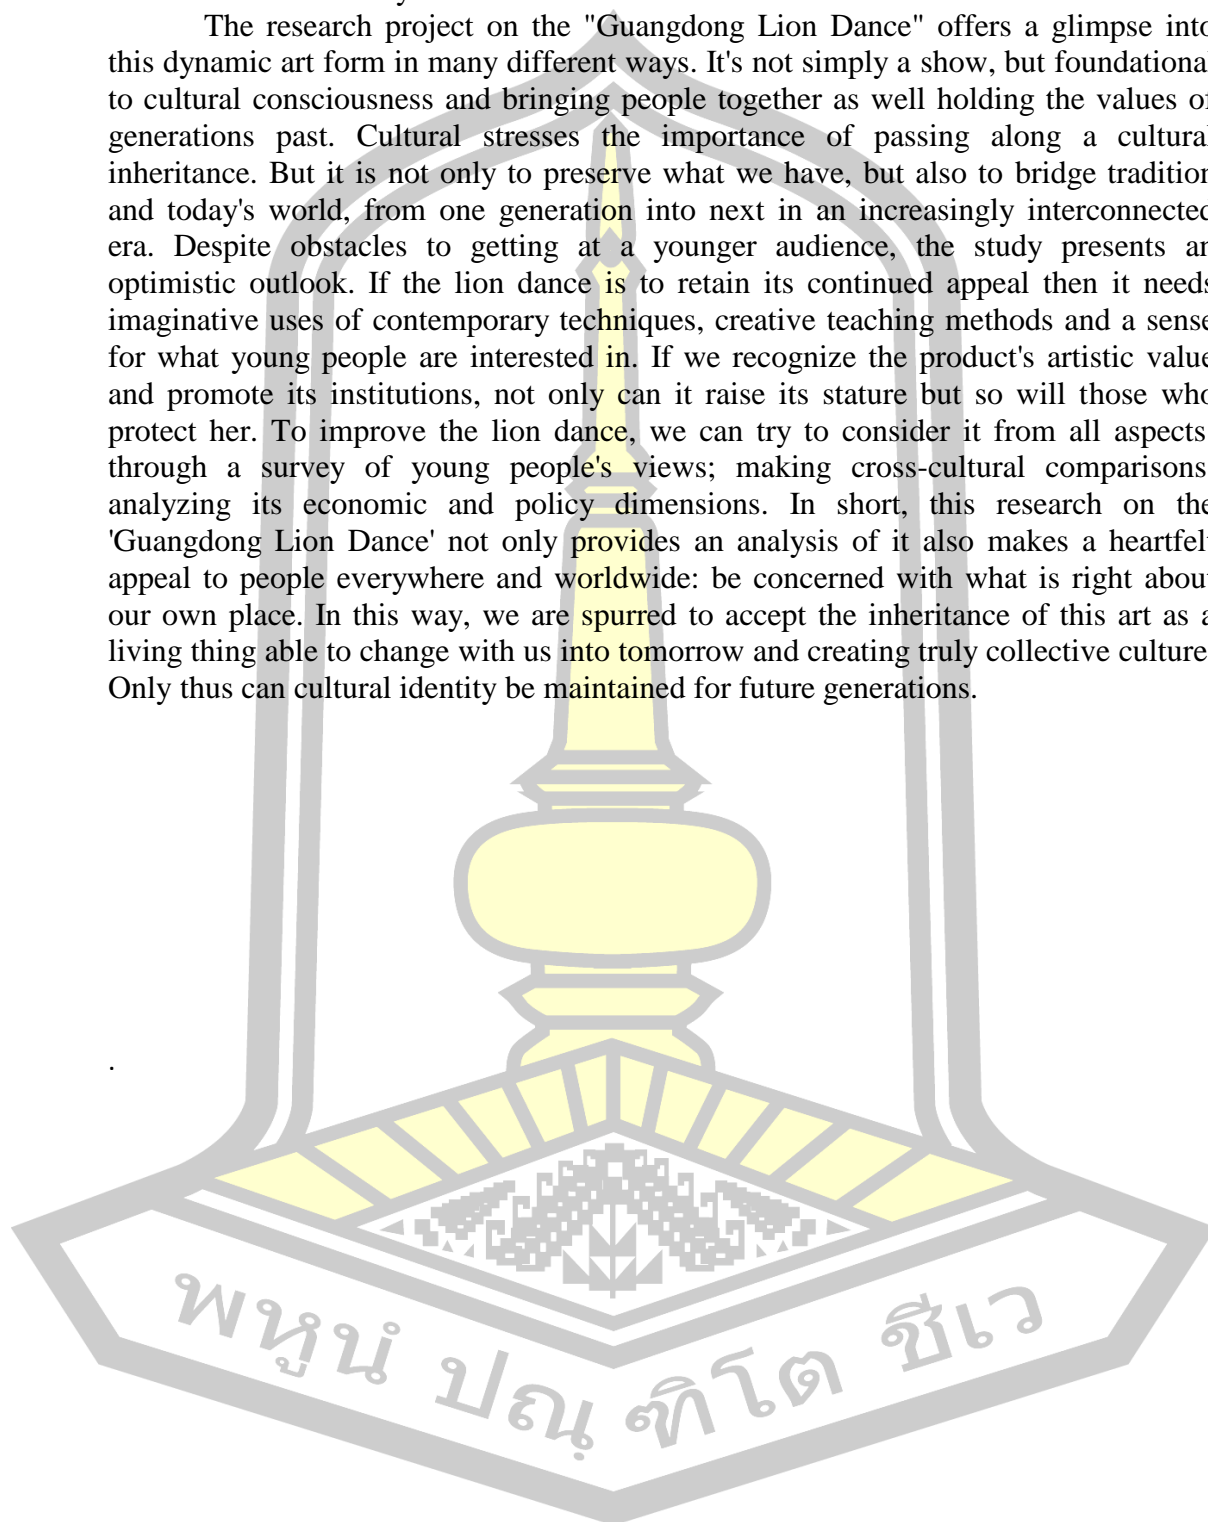 The research project on the "Guangdong Lion Dance" offers a glimpse into
this dynamic art form in many different ways. It's not simply a show, but foundational
to cultural consciousness and bringing people together as well holding the values of
generations past. Cultural stresses the importance of passing along a cultural
inheritance. But it is not only to preserve what we have, but also to bridge tradition
and today's world, from one generation into next in an increasingly interconnected
era. Despite obstacles to getting at a younger audience, the study presents an
optimistic outlook. If the lion dance is to retain its continued appeal then it needs
imaginative uses of contemporary techniques, creative teaching methods and a sense
for what young people are interested in. If we recognize the product's artistic value
and promote its institutions, not only can it raise its stature but so will those who
protect her. To improve the lion dance, we can try to consider it from all aspects
through a survey of young people's views; making cross-cultural comparisons
analyzing its economic and policy dimensions. In short, this research on the
'Guangdong Lion Dance' not only provides an analysis of it also makes a heartfelt
appeal to people everywhere and worldwide: be concerned with what is right about
our own place. In this way, we are spurred to accept the inheritance of this art as a
living thing able to change with us into tomorrow and creating truly collective culture
Only thus can cultural identity be maintained for future generations.
.
พหูนํ ปณฺฑิโต ชีเว